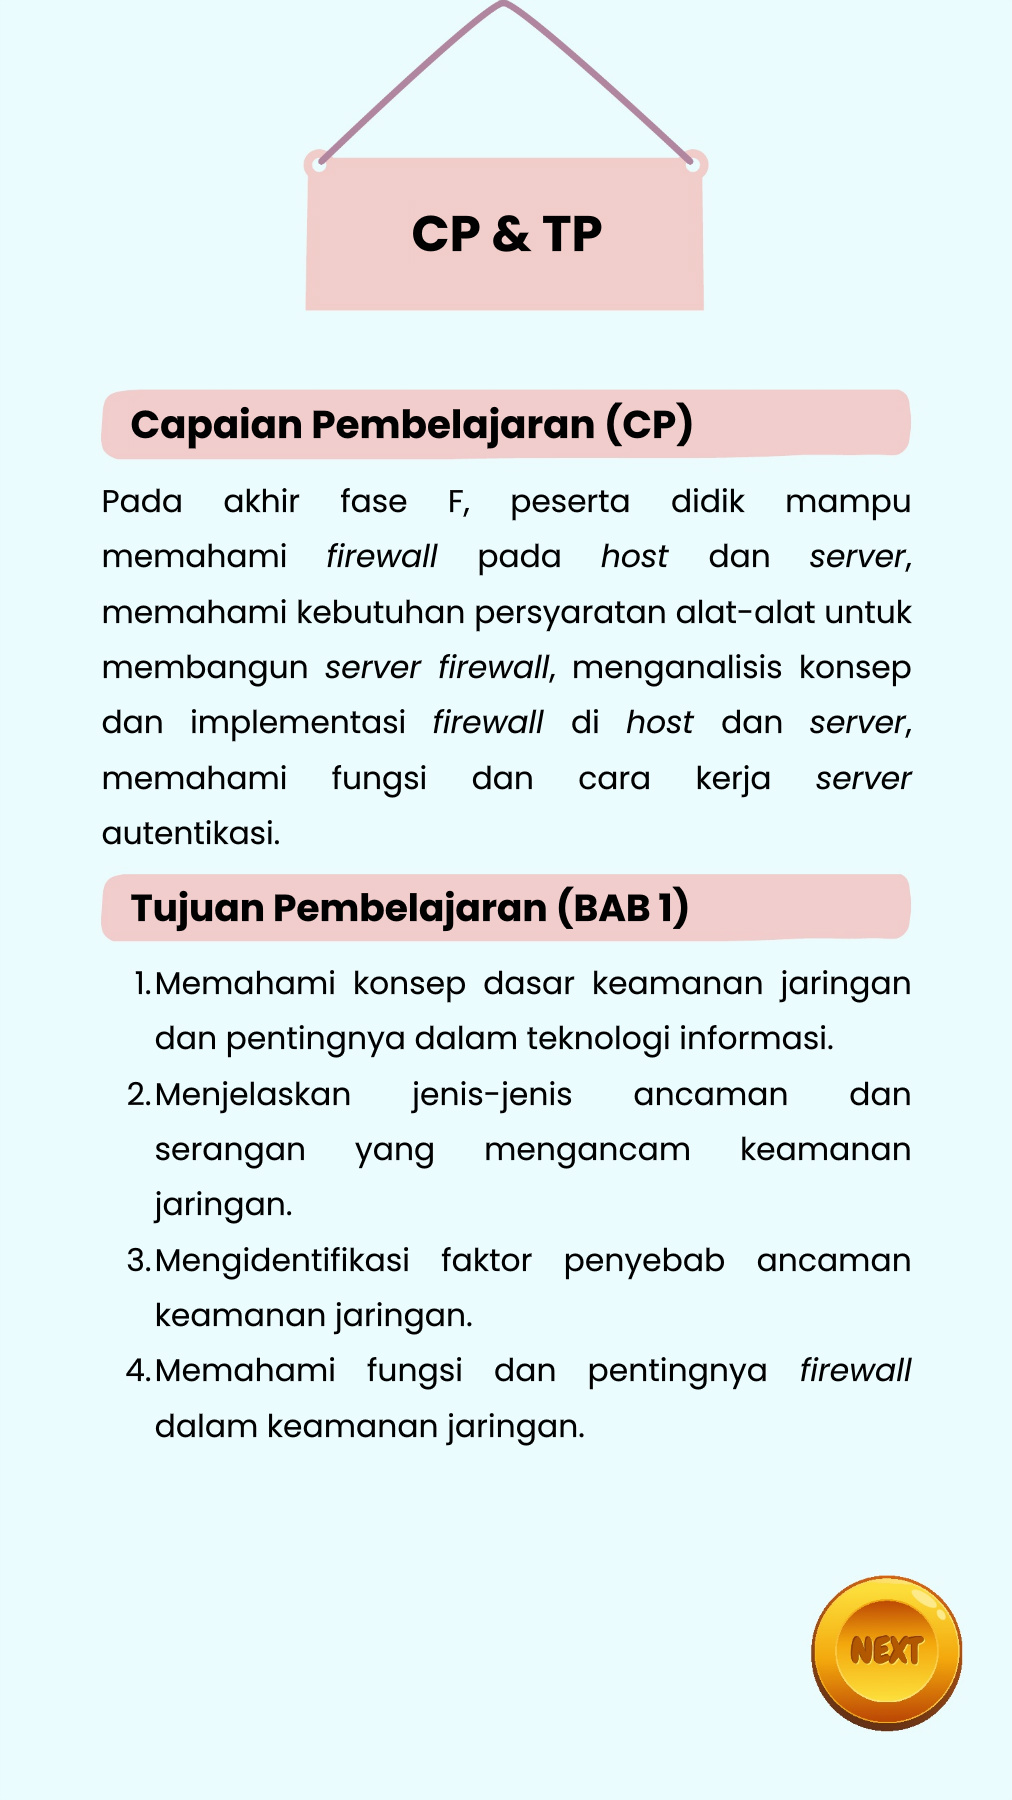 CP & TP
Capaian Pembelajaran (CP)
Pada akhir fase F, peserta didik mampu
memahami firewall pada host dan server,
memahami kebutuhan persyaratan alat-alat untuk
membangun server firewall, menganalisis konsep
dan implementasi firewall di host dan server,
memahami fungsi dan cara kerja server
autentikasi.
Tujuan Pembelajaran (BAB 1)
1. Memahami konsep dasar keamanan jaringan
dan pentingnya dalam teknologi informasi.
2. Menjelaskan jenis-jenis ancaman dan
serangan yang mengancam keamanan
jaringan.
3. Mengidentifikasi faktor penyebab ancaman
keamanan jaringan.
4. Memahami fungsi dan pentingnya firewall
dalam keamanan jaringan.
NEXT